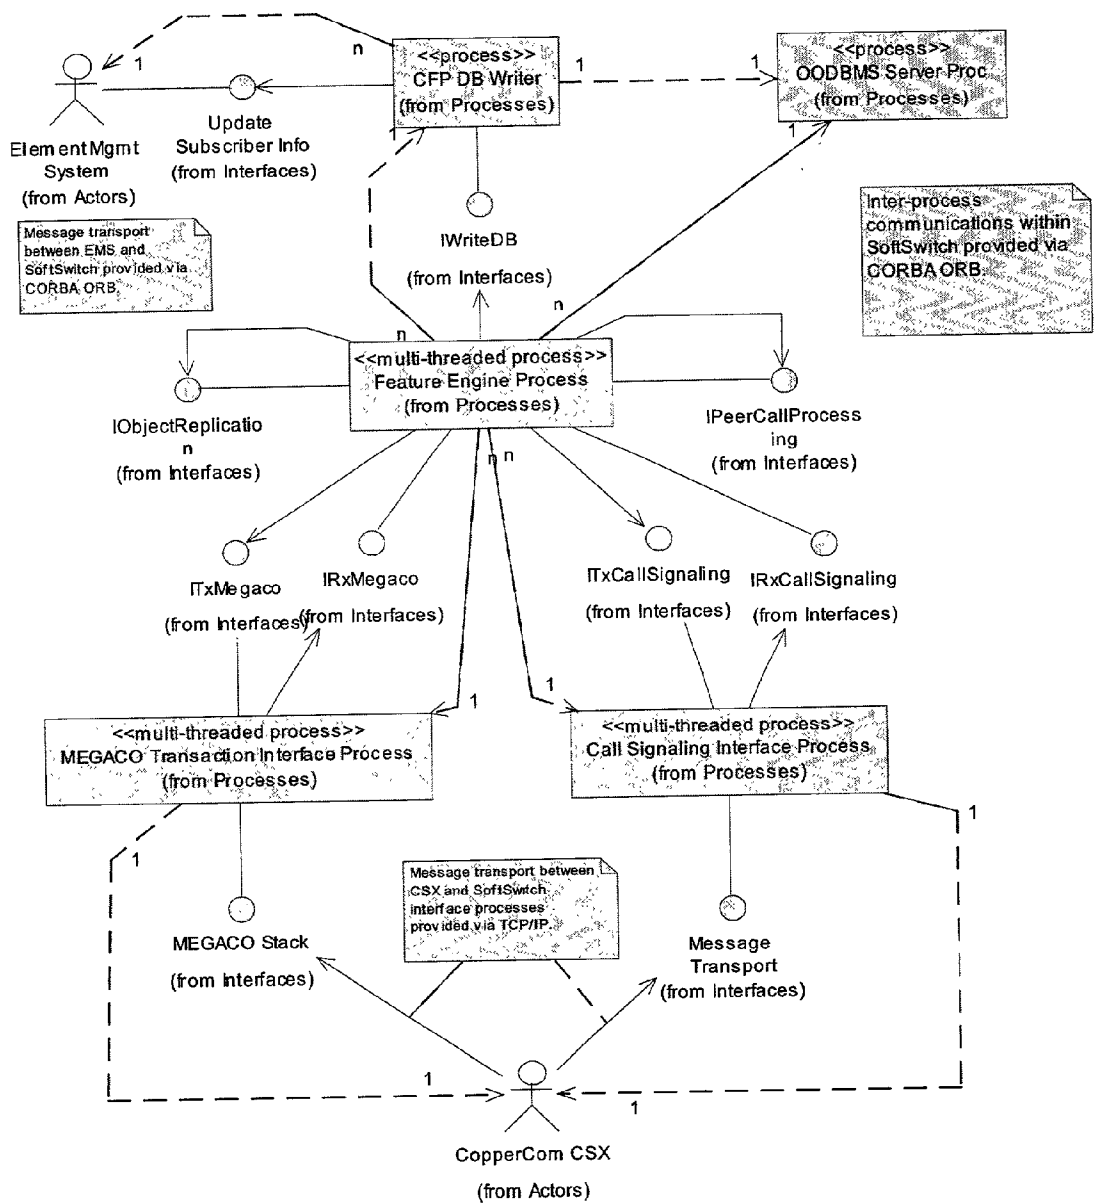 n
1
<<process>>
CFP DB Writer
(from Processes)
1
1
<<process>>
OODBMS Server Proc
(from Processes)
1
ElementMgmt
System
(from Actors)
Update
Subscriber Info
(from Interfaces)
Message transport
between EMS and
SoftSwitch provided via
CORBA ORB.
IWriteDB
(from Interfaces)
Inter-process
communications within
SoftSwitch provided via
CORBA ORB.
n
n
<<multi-threaded process>>
Feature Engine Process
(from Processes)
IObjectReplicatio
n
(from Interfaces)
IPeerCallProcess
ing
(from Interfaces)
n
n
ITxMegaco
(from Interfaces)
IRxMegaco
(from Interfaces)
ITxCallSignaling
(from Interfaces)
IRxCallSignaling
(from Interfaces)
1
1
<<multi-threaded process>>
MEGACO Transaction Interface Process
(from Processes)
<<multi-threaded process>>
Call Signaling Interface Process
(from Processes)
1
1
Message transport between
CSX and SoftSwitch
interface processes
provided via TCP/IP.
MEGACO Stack
(from Interfaces)
Message
Transport
(from Interfaces)
1
1
CopperCom CSX
(from Actors)